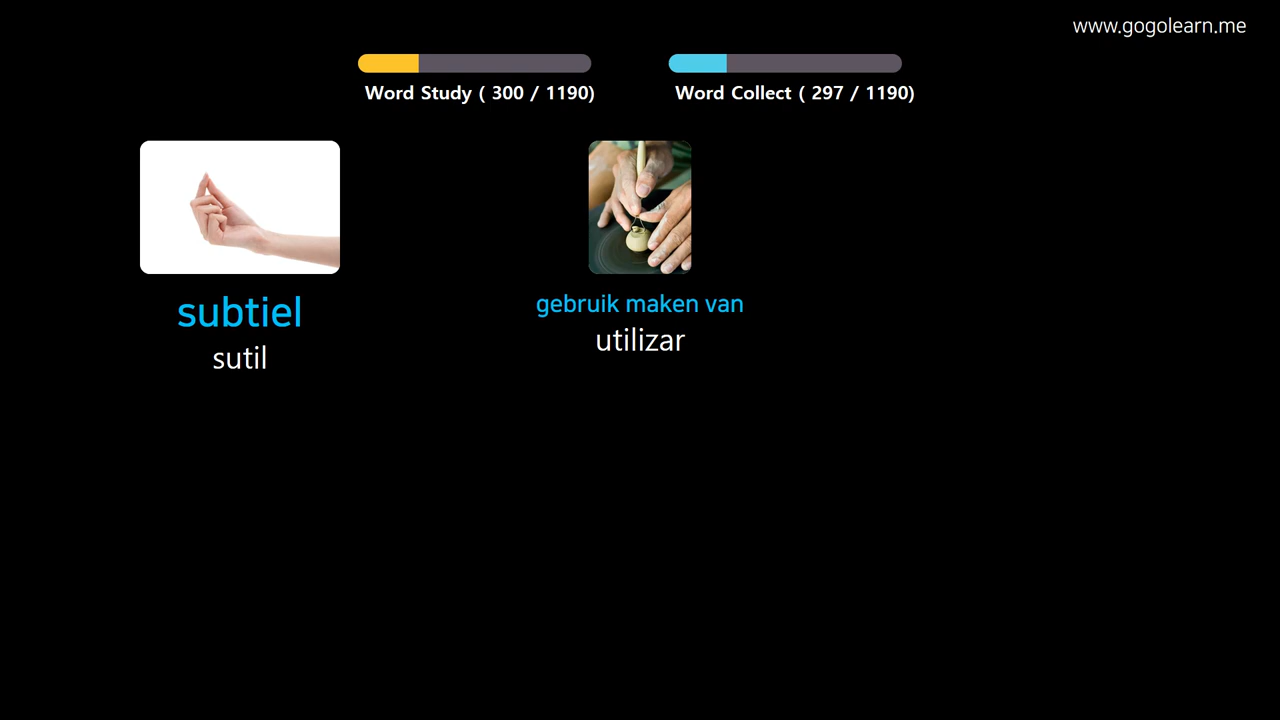 www.gogolearn.me
Word Study ( 300 / 1190)
Word Collect ( 297 / 1190)
subtiel
sutil
gebruik maken van
utilizar